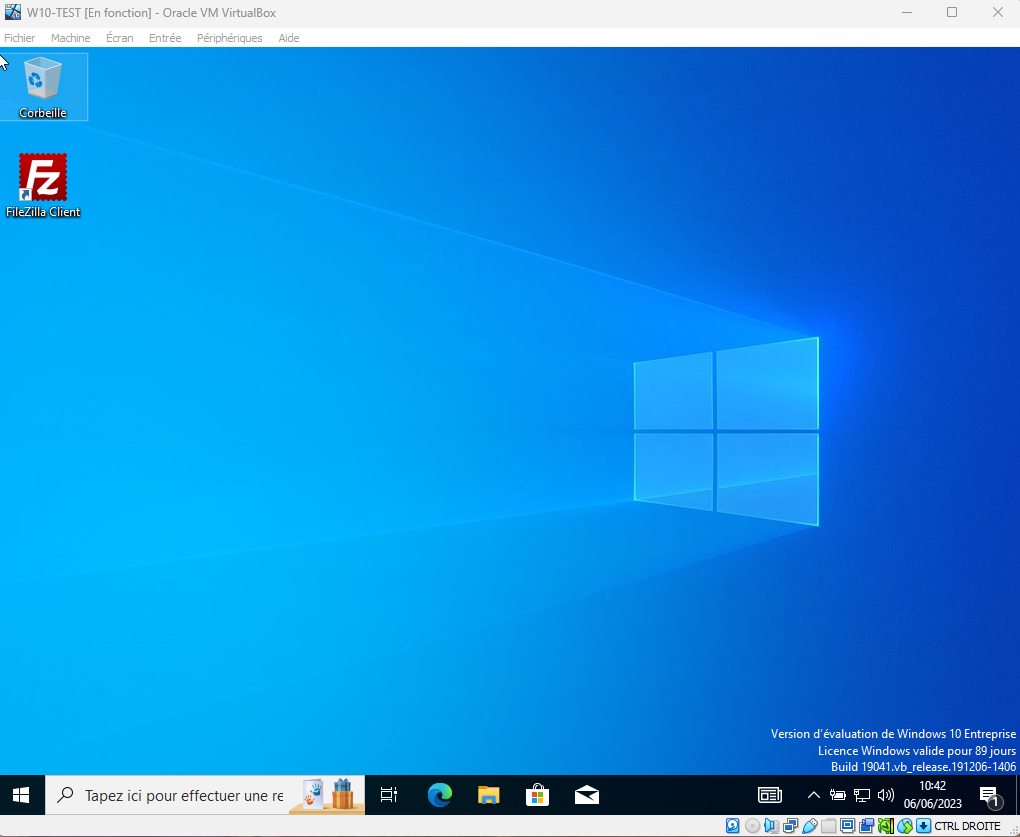 W10-TEST [En fonction] - Oracle VM VirtualBox
Fichier Machine Écran Entrée Périphériques Aide
Corbeille
Fz
FileZilla Client
Version d'évaluation de Windows 10 Entreprise
Licence Windows valide pour 89 jours
Build 19041.vb_release.191206-1406
Tapez ici pour effectuer une re
10:42
06/06/2023
1
CTRL DROITE